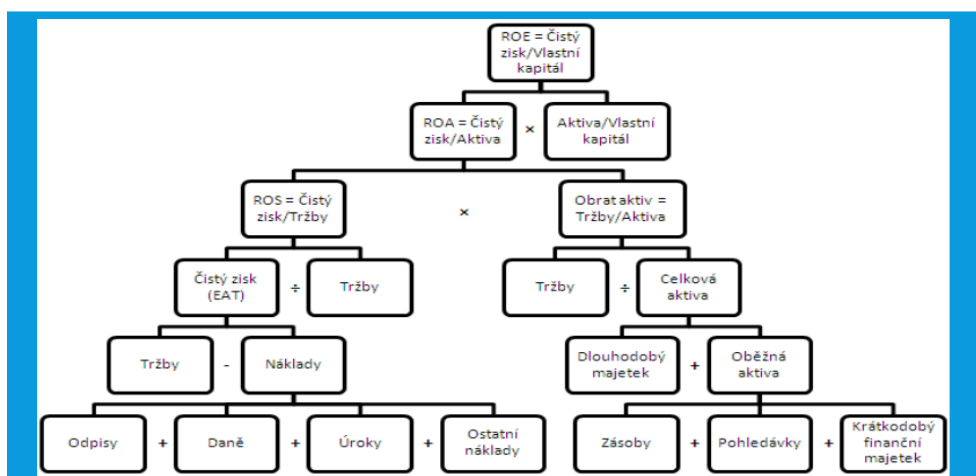 ROE = Čistý
zisk/Vlastní
kapitál
ROA = Čistý
zisk/Aktiva
×
Aktiva/Vlastní
kapitál
ROS = Čistý
zisk/Tržby
×
Obrat aktiv =
Tržby/Aktiva
Čistý zisk
(EAT)
÷
Tržby
Tržby
÷
Celková
aktiva
Tržby
-
Náklady
Dlouhodobý
majetek
+
Oběžná
aktiva
Odpisy
+
Daně
+
Úroky
+
Ostatní
náklady
Zásoby
+
Pohledávky
+
Krátkodobý
finanční
majetek